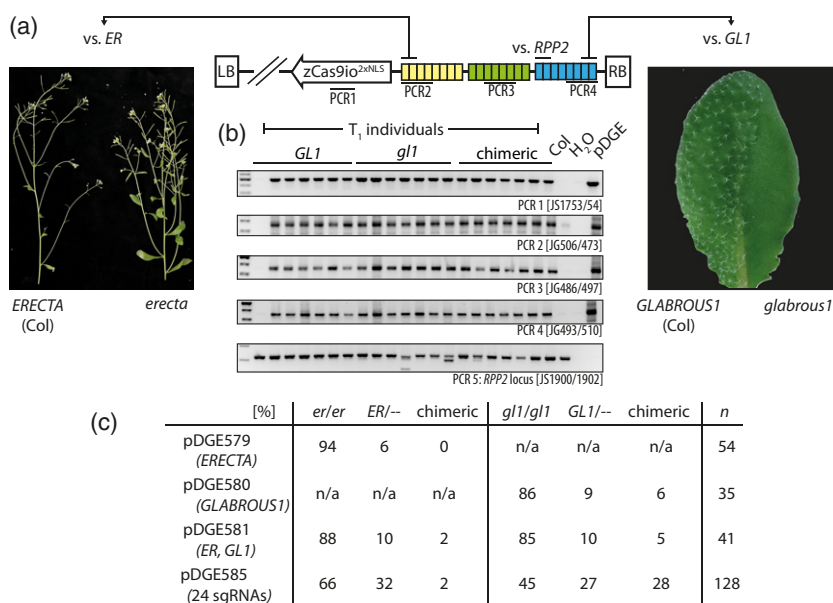 (a)
vs. ER
vs. RPP2
vs. GL1
LB
zCas9io2xNLS
RB
PCR1
PCR2
PCR3
PCR4
(b)
T1 individuals
GL1
gl1
chimeric
Col
H2O
pDGE
PCR 1 [JS1753/54]
PCR 2 [JG506/473]
PCR 3 [JG486/497]
PCR 4 [JG493/510]
PCR 5: RPP2 locus [JS1900/1902]
ERECTA
(Col)
erecta
GLABROUS1
(Col)
glabrous1
(c)
[%] er/er ER/-- chimeric gl1/gl1 GL1/-- chimeric n
pDGE579
(ERECTA) 94 6 0 n/a n/a n/a 54
pDGE580
(GLABROUS1) n/a n/a n/a 86 9 6 35
pDGE581
(ER, GL1) 88 10 2 85 10 5 41
pDGE585
(24 sgRNAs) 66 32 2 45 27 28 128